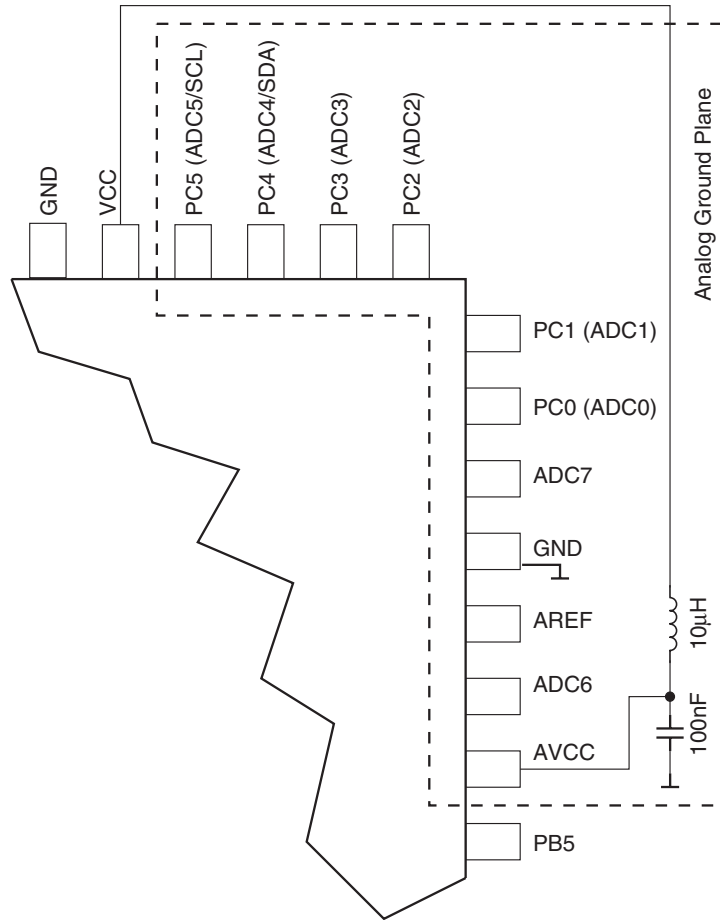 GND
VCC
PC5 (ADC5/SCL)
PC4 (ADC4/SDA)
PC3 (ADC3)
PC2 (ADC2)
Analog Ground Plane
PC1 (ADC1)
PC0 (ADC0)
ADC7
GND
AREF
10µH
ADC6
100nF
AVCC
PB5